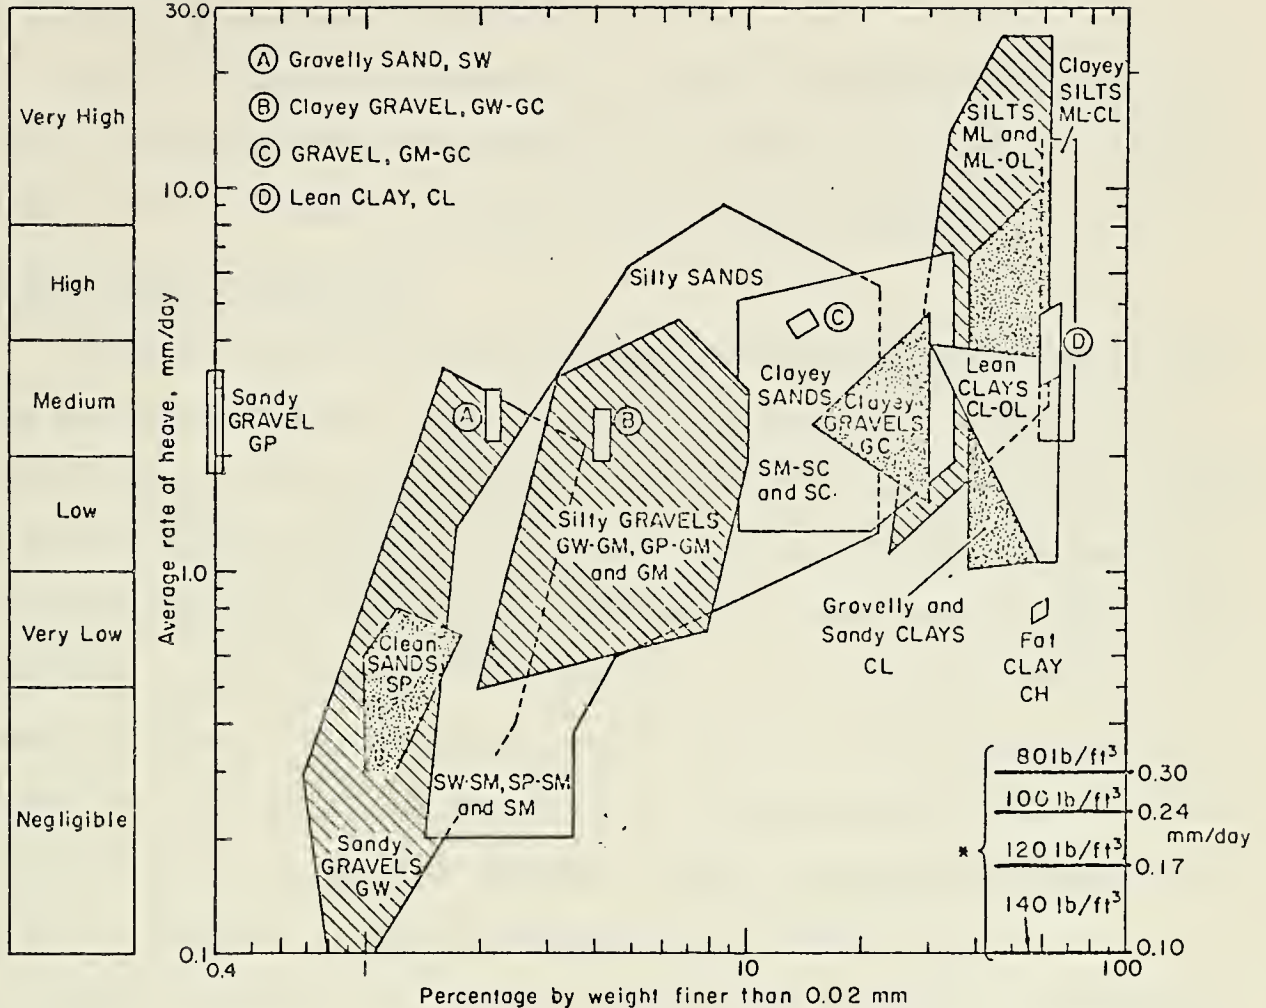 30.0
10.0
1.0
0.1
Very High
High
Medium
Low
Very Low
Negligible
Average rate of heave, mm/day
Ⓐ Gravelly SAND, SW
Ⓑ Clayey GRAVEL, GW-GC
Ⓒ GRAVEL, GM-GC
Ⓓ Lean CLAY, CL
Clayey
SILTS
ML-CL
SILTS
ML and
ML-OL
Silty SANDS
Ⓒ
Ⓓ
Sandy
GRAVEL
GP
Ⓐ
Ⓑ
Clayey
SANDS
SM-SC
and SC
Clayey
GRAVELS
GC
Lean
CLAYS
CL-OL
Silty GRAVELS
GW-GM, GP-GM
and GM
Clean
SANDS
SP
Gravelly and
Sandy CLAYS
CL
Fat
CLAY
CH
SW-SM, SP-SM
and SM
Sandy
GRAVELS
GW
*
80 lb/ft³
0.30
100 lb/ft³
0.24
mm/day
120 lb/ft³
0.17
140 lb/ft³
0.10
0.4
1
10
100
Percentage by weight finer than 0.02 mm